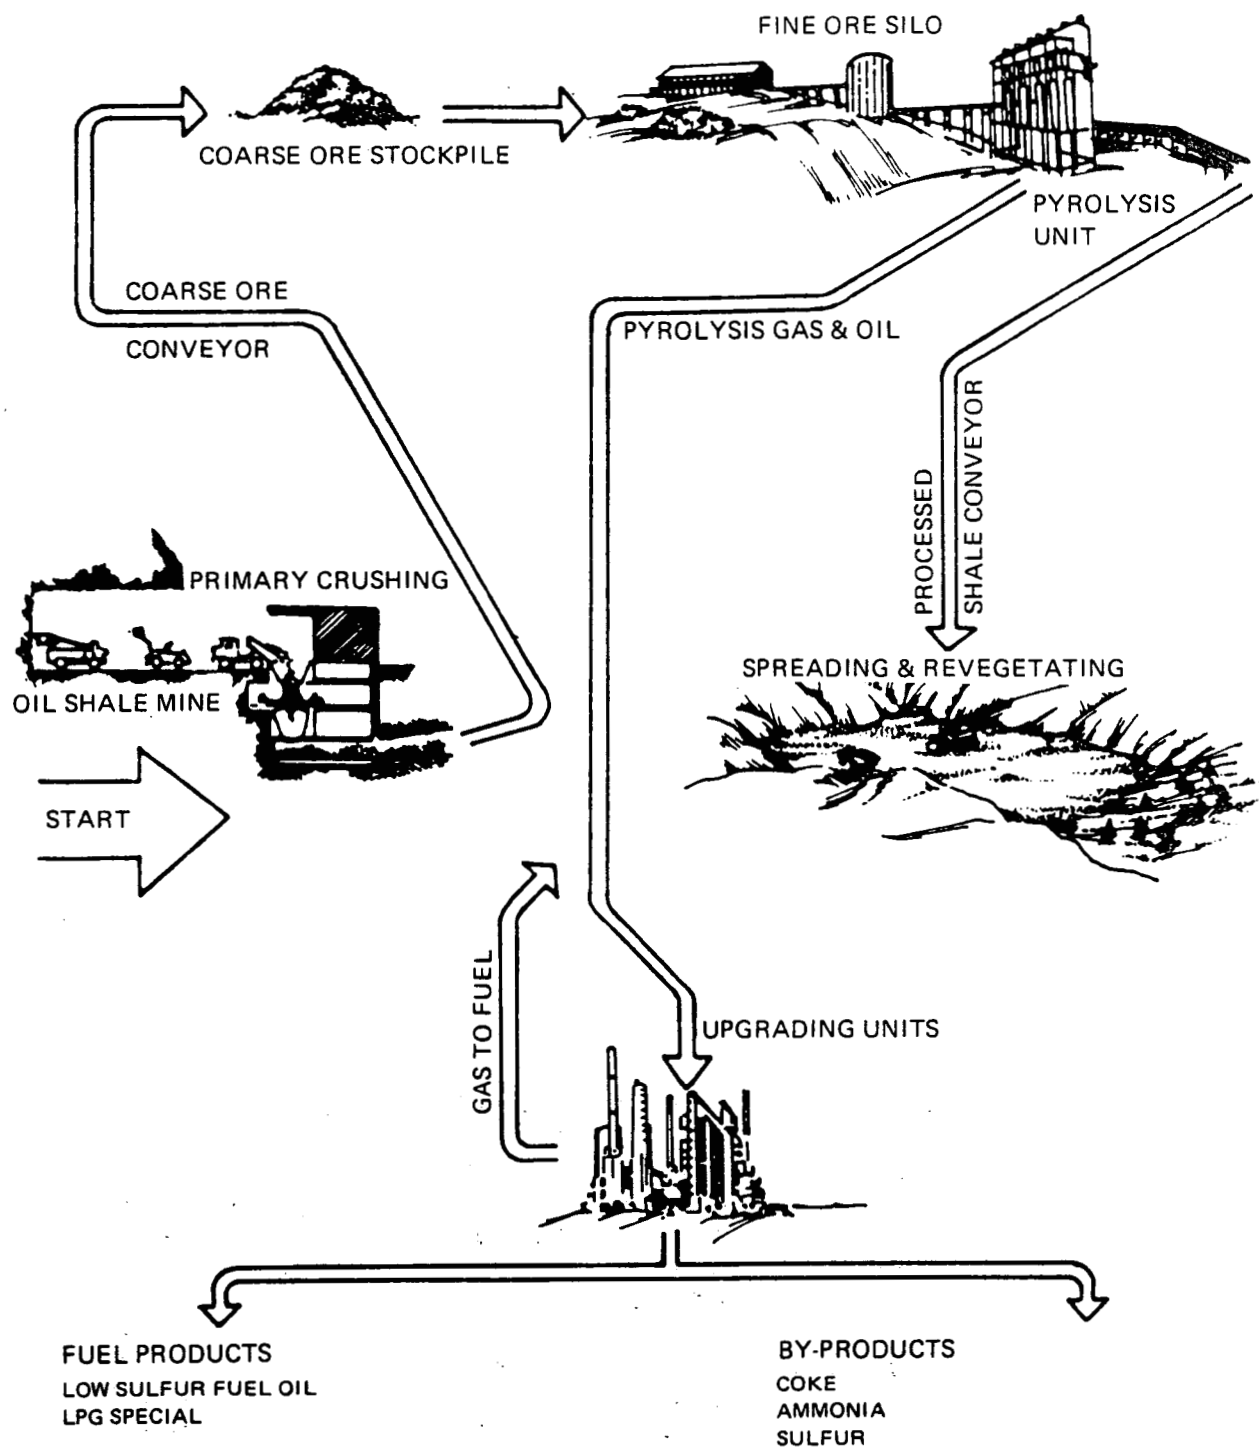 FINE ORE SILO
COARSE ORE STOCKPILE
PYROLYSIS
UNIT
COARSE ORE
CONVEYOR
PYROLYSIS GAS & OIL
PROCESSED
SHALE CONVEYOR
PRIMARY CRUSHING
OIL SHALE MINE
SPREADING & REVEGETATING
START
GAS TO FUEL
UPGRADING UNITS
FUEL PRODUCTS
LOW SULFUR FUEL OIL
LPG SPECIAL
BY-PRODUCTS
COKE
AMMONIA
SULFUR